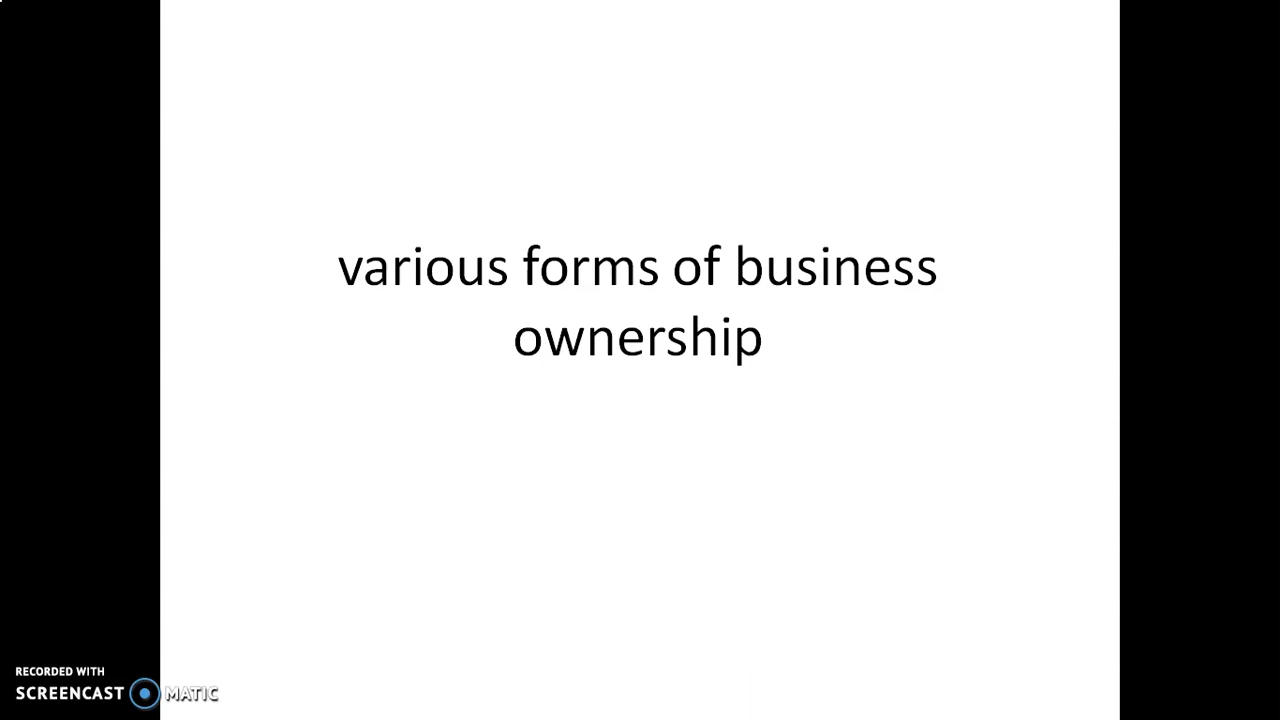 various forms of business
ownership
RECORDED WITH
SCREENCAST MATIC